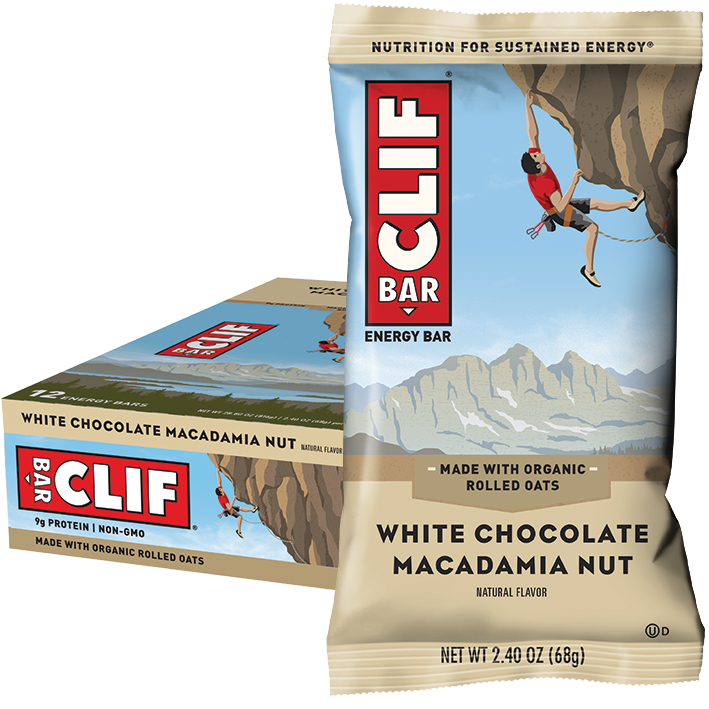 NUTRITION FOR SUSTAINED ENERGY®
CLIF®
BAR
ENERGY BAR
MADE WITH ORGANIC
ROLLED OATS
WHITE CHOCOLATE
MACADAMIA NUT
NATURAL FLAVOR
U D
NET WT 2.40 OZ (68g)
CLIF
BAR
12 ENERGY BARS
WHITE CHOCOLATE MACADAMIA NUT
NATURAL FLAVOR
BAR
CLIF®
9g PROTEIN | NON-GMO
MADE WITH ORGANIC ROLLED OATS